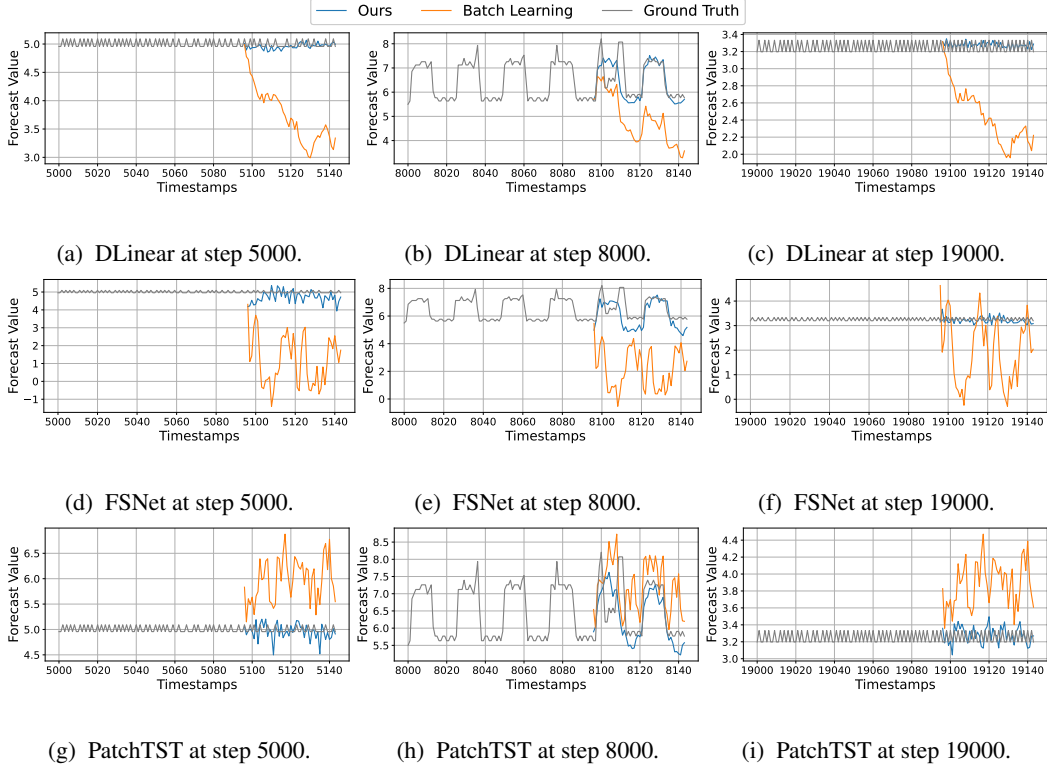 Ours Batch Learning Ground Truth
5.0
4.5
4.0
3.5
3.0
Forecast Value
5000 5020 5040 5060 5080 5100 5120 5140
Timestamps
8
7
6
5
4
Forecast Value
8000 8020 8040 8060 8080 8100 8120 8140
Timestamps
3.4
3.2
3.0
2.8
2.6
2.4
2.2
2.0
Forecast Value
19000 19020 19040 19060 19080 19100 19120 19140
Timestamps
(a) DLinear at step 5000.
(b) DLinear at step 8000.
(c) DLinear at step 19000.
5
4
3
2
1
0
−1
Forecast Value
5000 5020 5040 5060 5080 5100 5120 5140
Timestamps
8
6
4
2
0
Forecast Value
8000 8020 8040 8060 8080 8100 8120 8140
Timestamps
4
3
2
1
0
Forecast Value
19000 19020 19040 19060 19080 19100 19120 19140
Timestamps
(d) FSNet at step 5000.
(e) FSNet at step 8000.
(f) FSNet at step 19000.
6.5
6.0
5.5
5.0
4.5
Forecast Value
5000 5020 5040 5060 5080 5100 5120 5140
Timestamps
8.5
8.0
7.5
7.0
6.5
6.0
5.5
Forecast Value
8000 8020 8040 8060 8080 8100 8120 8140
Timestamps
4.4
4.2
4.0
3.8
3.6
3.4
3.2
3.0
Forecast Value
19000 19020 19040 19060 19080 19100 19120 19140
Timestamps
(g) PatchTST at step 5000.
(h) PatchTST at step 8000.
(i) PatchTST at step 19000.